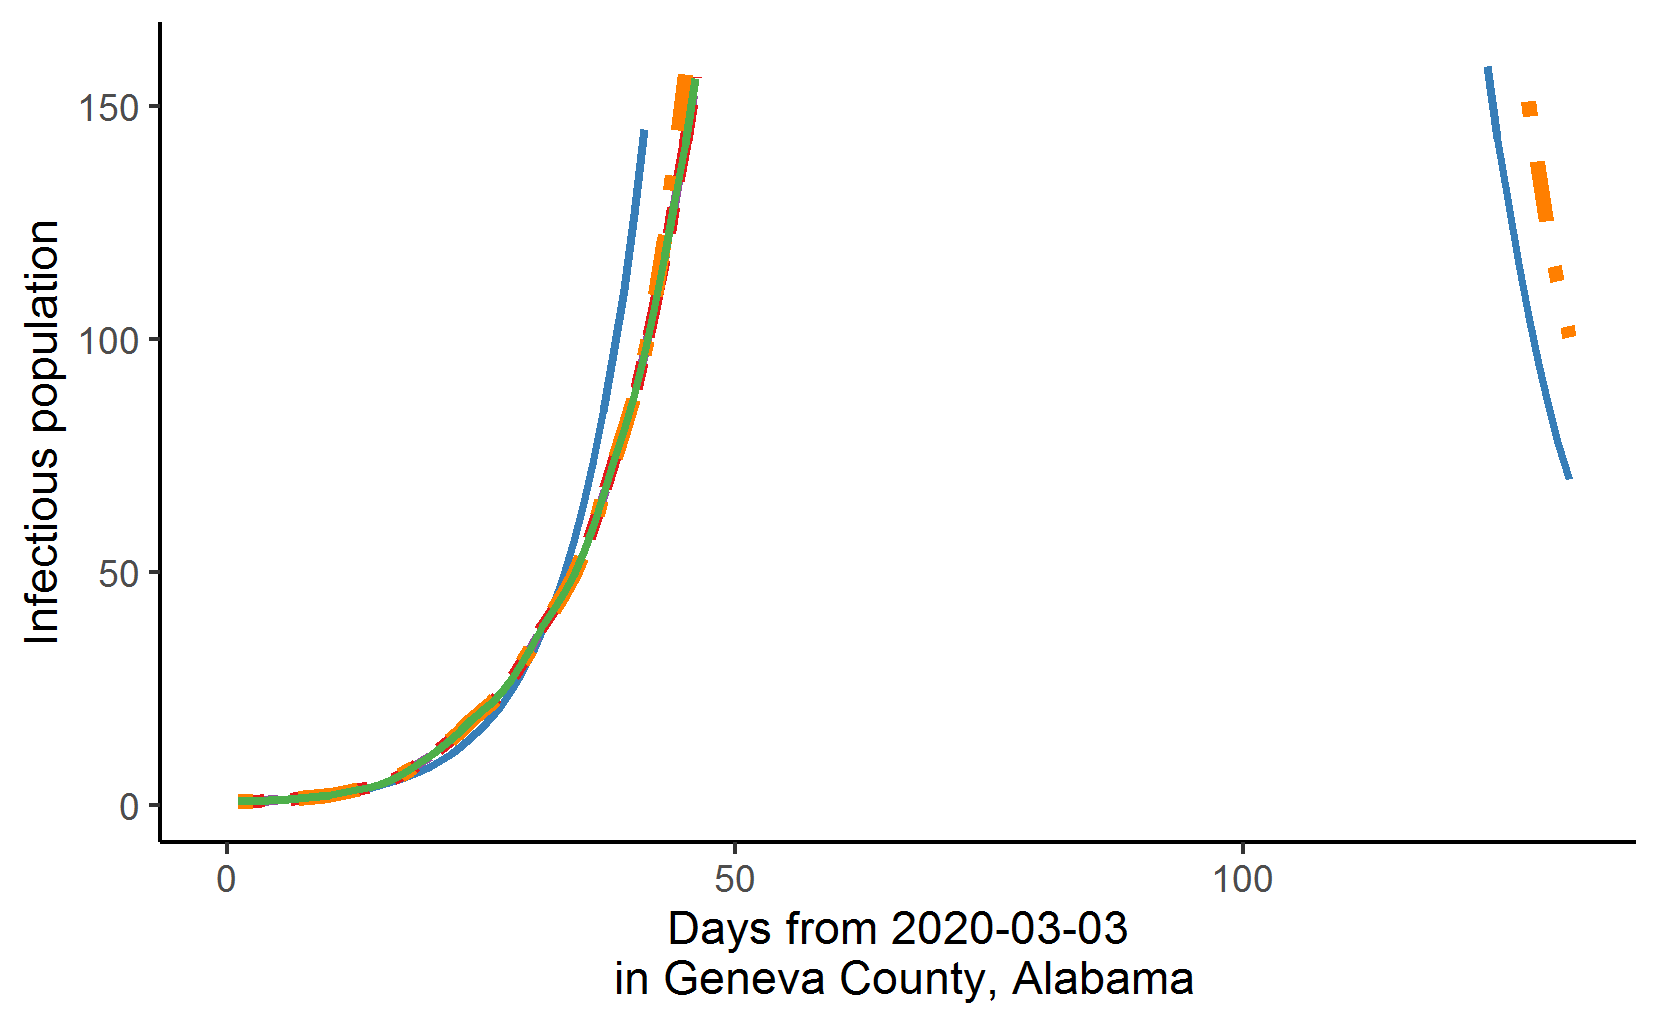 Infectious population
150
100
50
0
0
50
100
Days from 2020-03-03
in Geneva County, Alabama